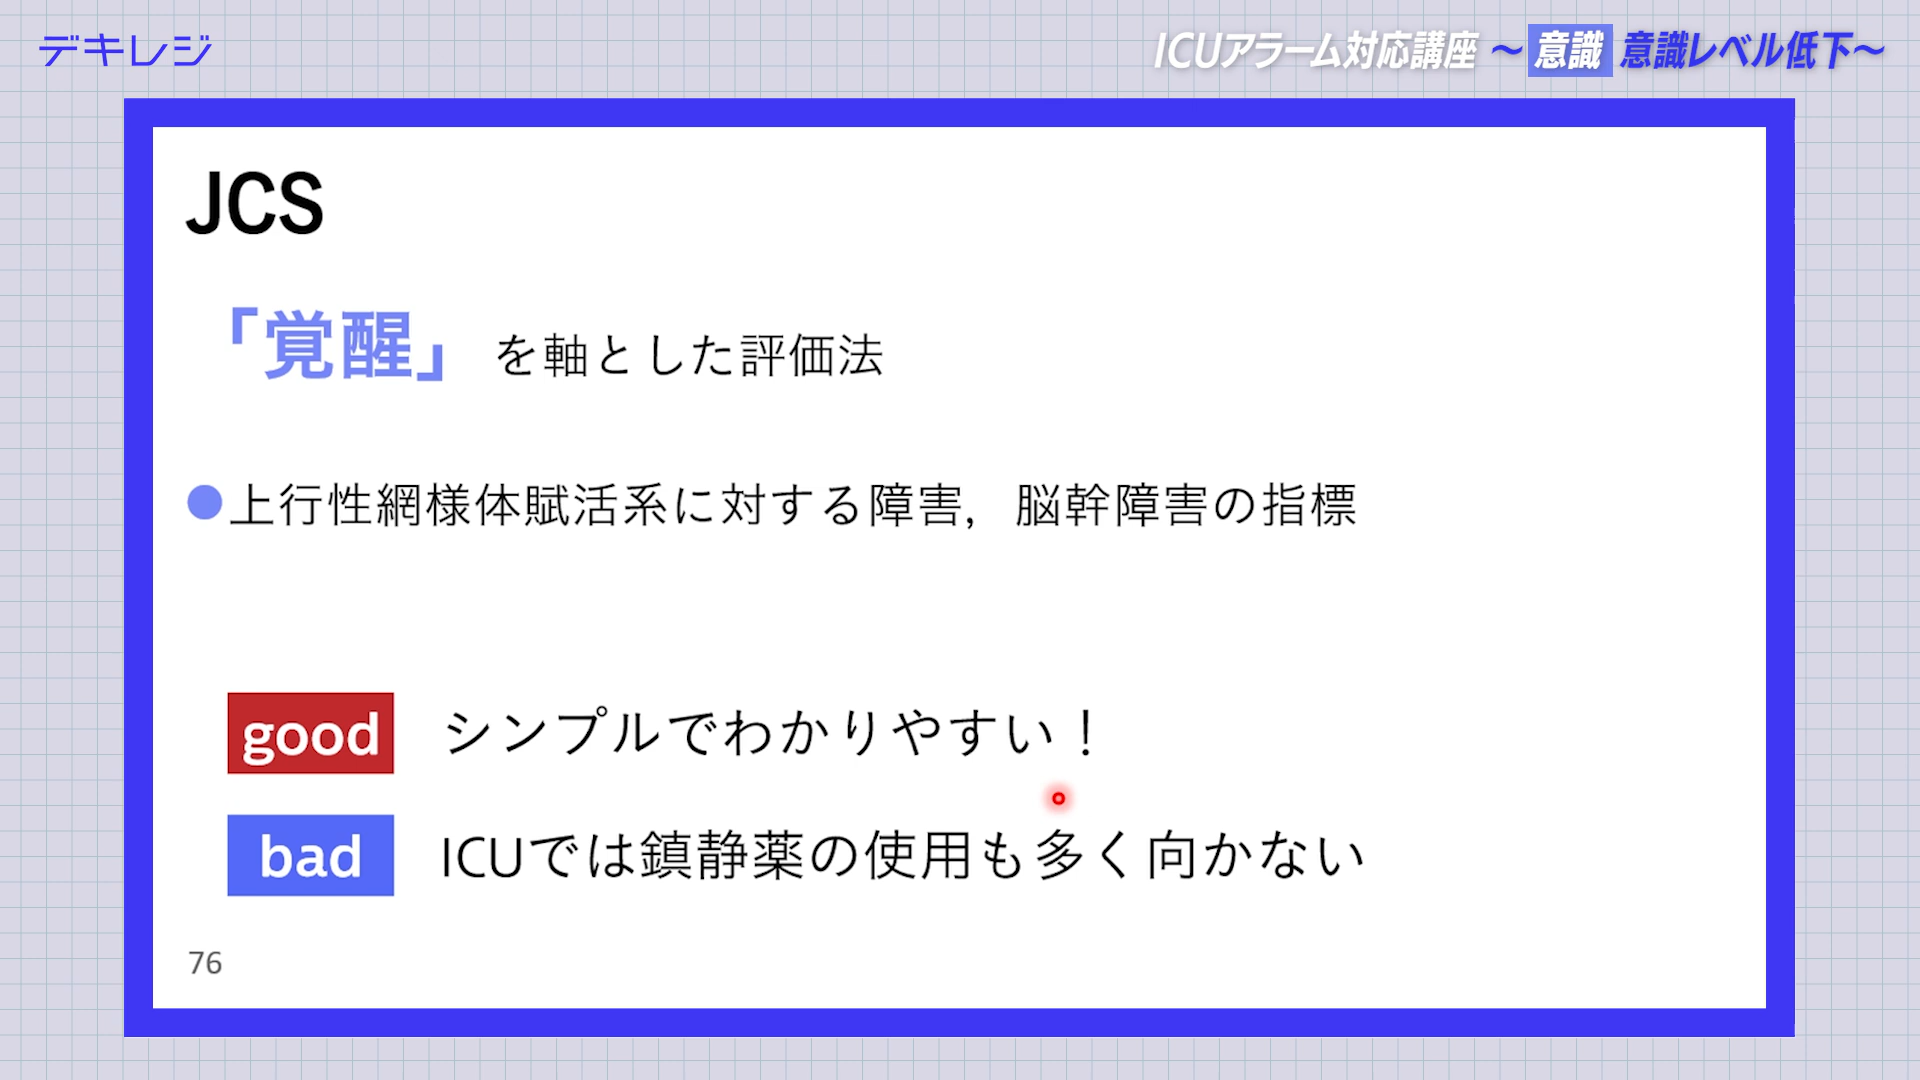 デキレジ
ICUアラーム対応講座 ～ 意識 意識レベル低下～
JCS
「覚醒」 を軸とした評価法
●上行性網様体賦活系に対する障害，脳幹障害の指標
good シンプルでわかりやすい！
bad ICUでは鎮静薬の使用も多く向かない
76